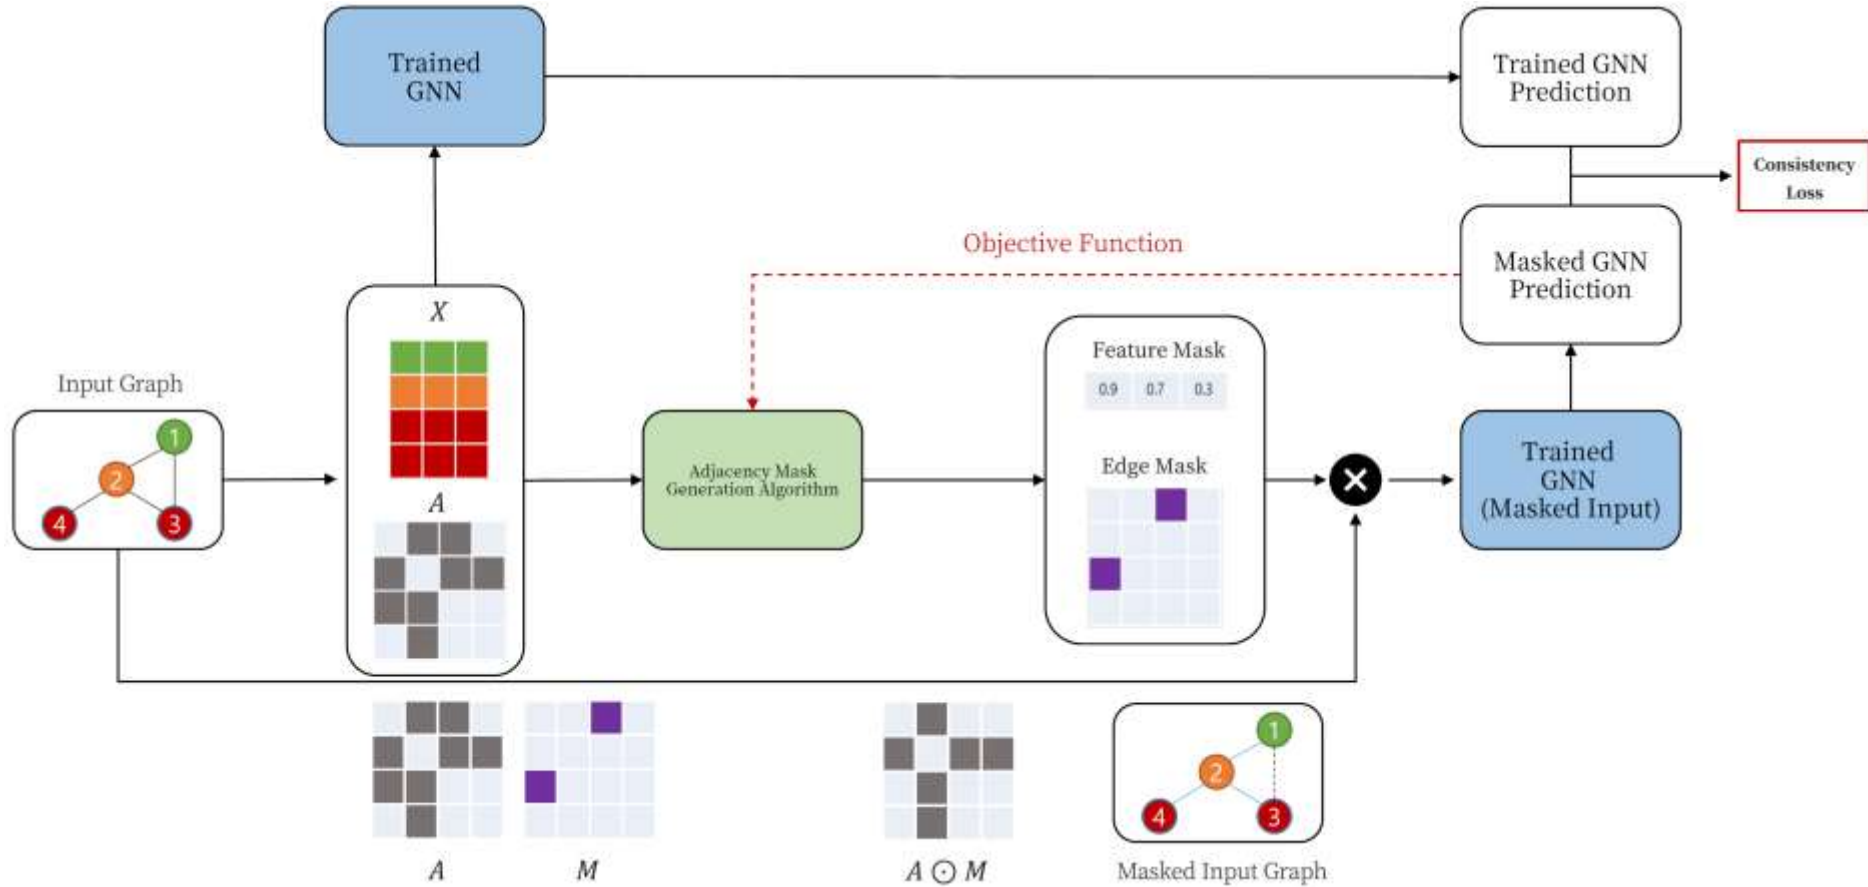 Trained
GNN
Trained GNN
Prediction
Consistency
Loss
Objective Function
Masked GNN
Prediction
X
Feature Mask
0.9 0.7 0.3
Input Graph
1
2
4
3
A
Adjacency Mask
Generation Algorithm
Edge Mask
×
Trained
GNN
(Masked Input)
1
2
4
3
A
M
A ⊙ M
Masked Input Graph